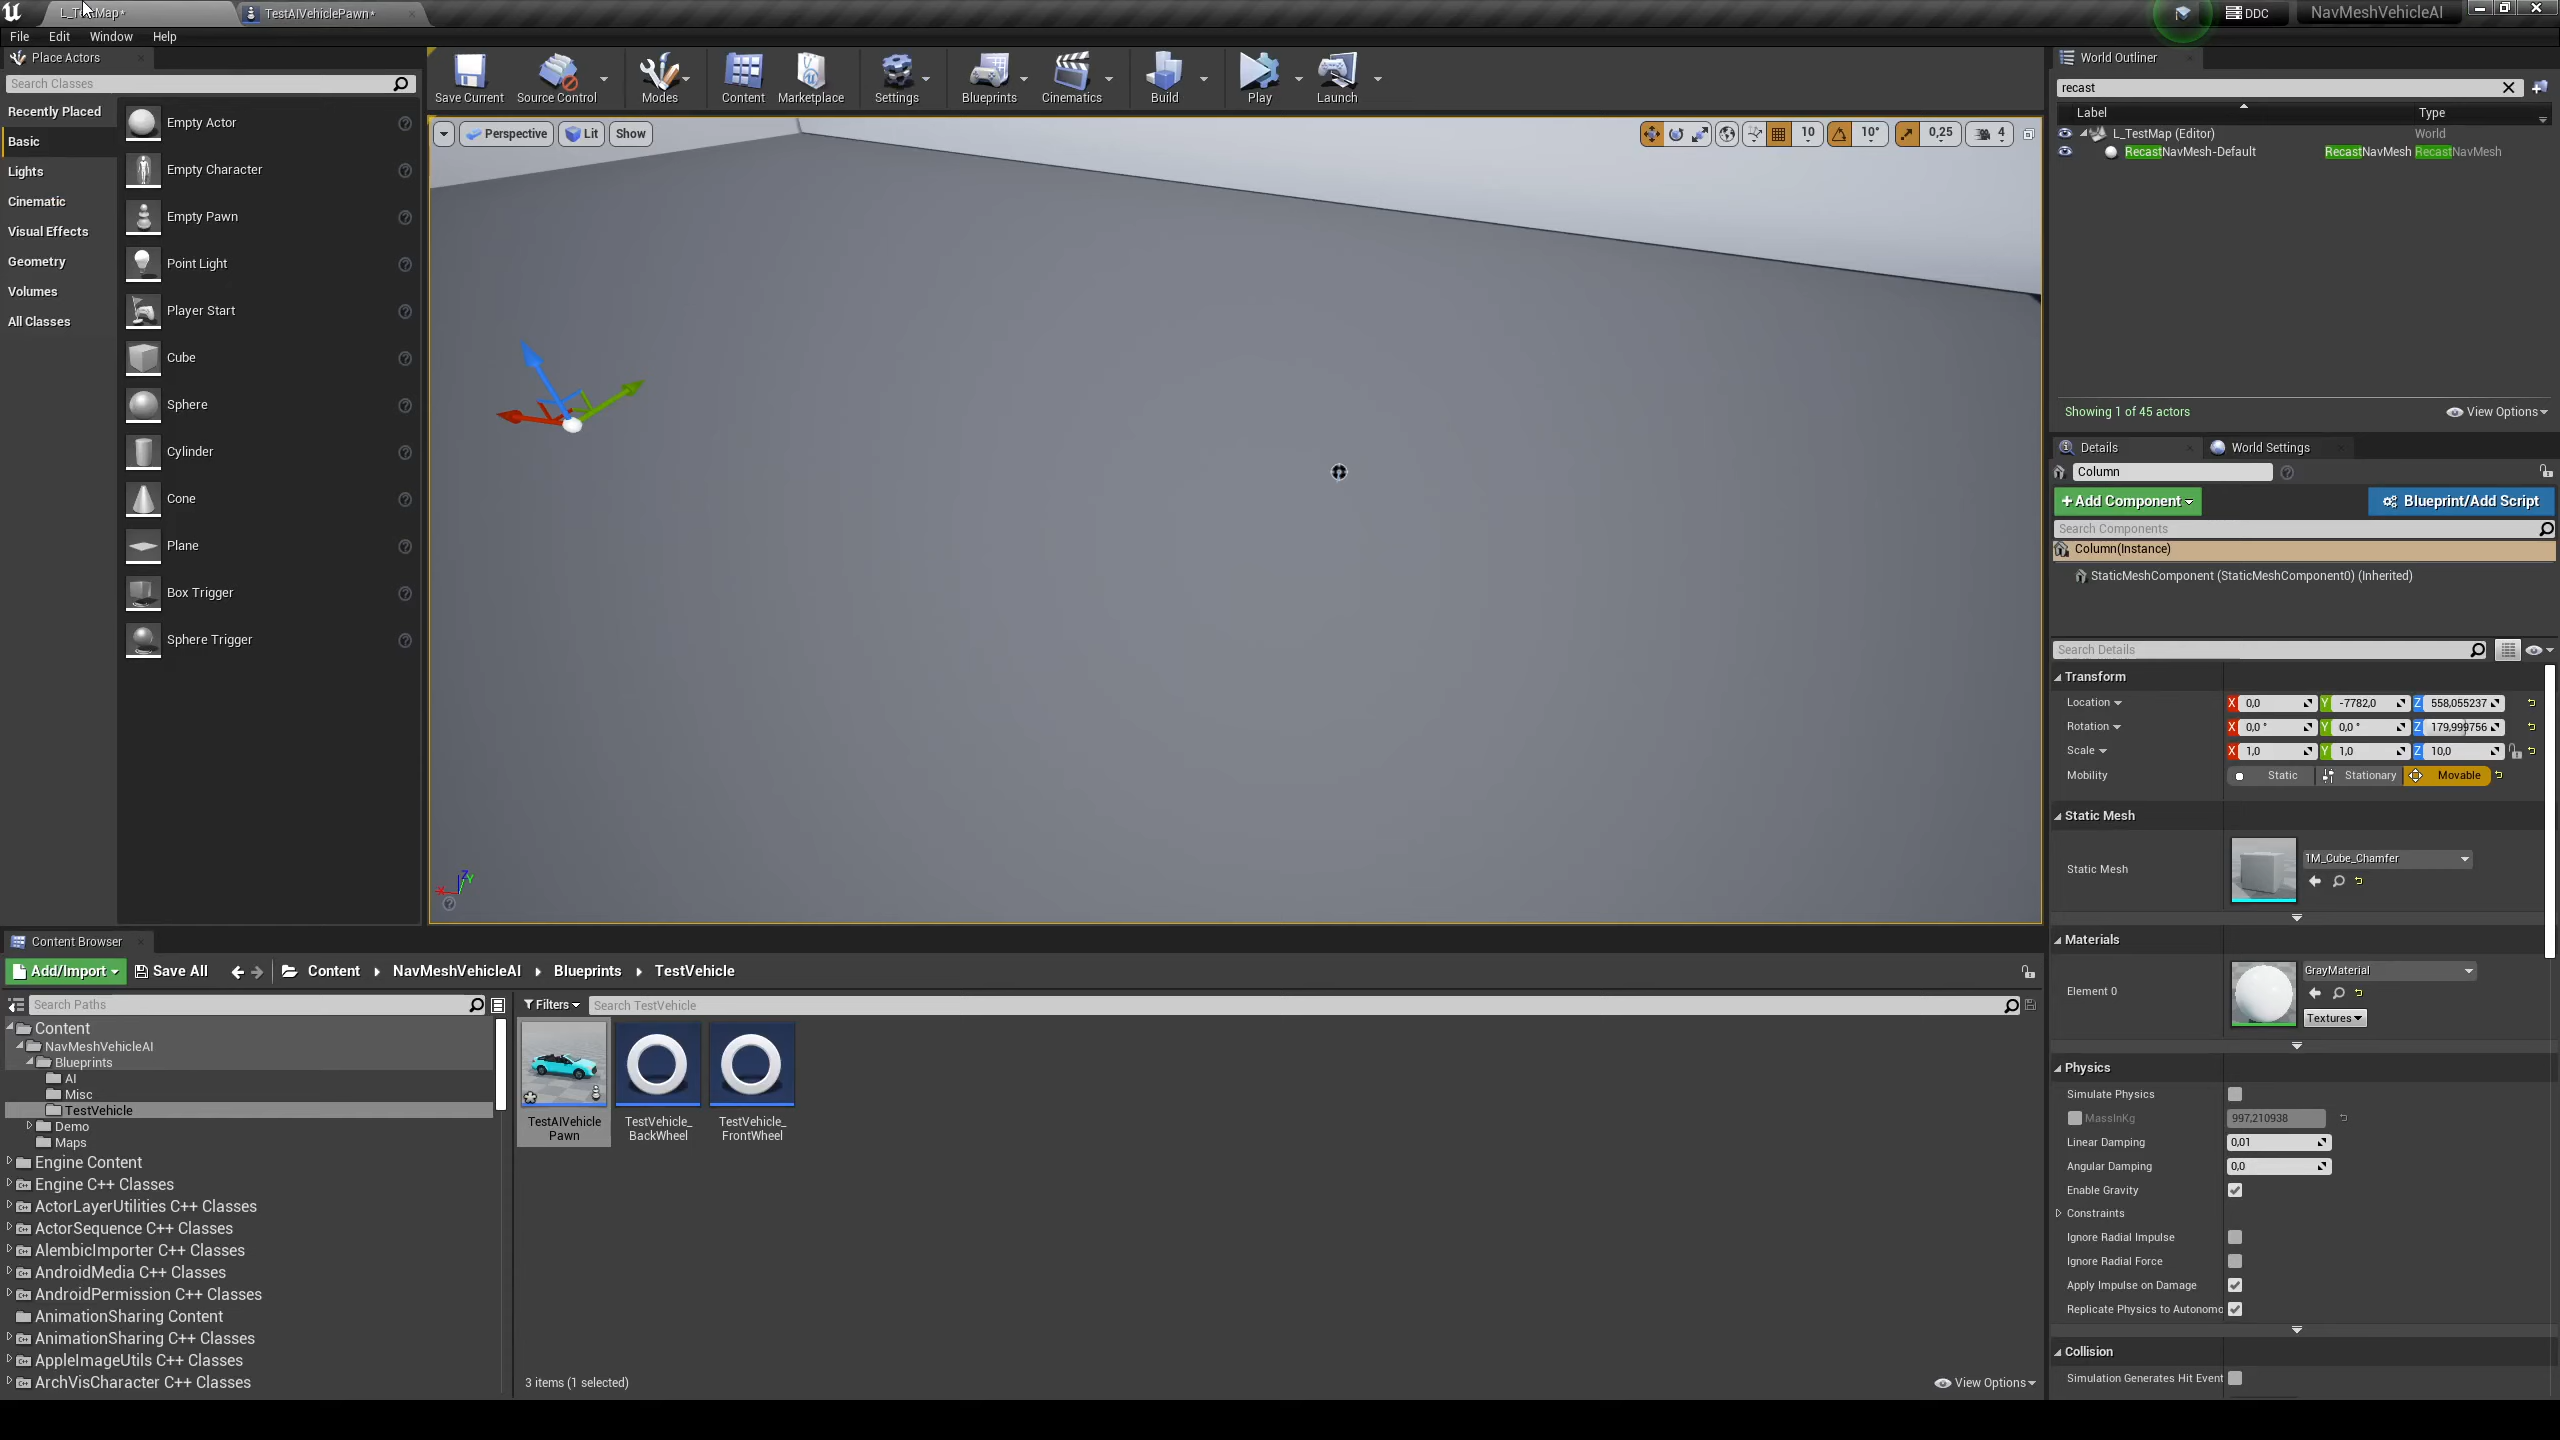 L_TestMap*
TestAIVehiclePawn*
DDC
NavMeshVehicleAI
File
Edit
Window
Help
Place Actors
Search Classes
Recently Placed
Basic
Lights
Cinematic
Visual Effects
Geometry
Volumes
All Classes
Empty Actor
Empty Character
Empty Pawn
Point Light
Player Start
Cube
Sphere
Cylinder
Cone
Plane
Box Trigger
Sphere Trigger
Save Current
Source Control
Modes
Content
Marketplace
Settings
Blueprints
Cinematics
Build
Play
Launch
Perspective
Lit
Show
10
10°
0,25
4
X
Z
Y
World Outliner
recast
Label
Type
L_TestMap (Editor)
World
RecastNavMesh-Default
RecastNavMesh
RecastNavMesh
Showing 1 of 45 actors
View Options
Details
World Settings
Column
+Add Component
Blueprint/Add Script
Search Components
Column(Instance)
StaticMeshComponent (StaticMeshComponent0) (Inherited)
Search Details
Transform
Location
X 0,0
Y -7782,0
Z 558,055237
Rotation
X 0,0 °
Y 0,0 °
Z 179,999756
Scale
X 1,0
Y 1,0
Z 10,0
Mobility
Static
Stationary
Movable
Static Mesh
Static Mesh
1M_Cube_Chamfer
Materials
Element 0
GrayMaterial
Textures
Physics
Simulate Physics
MassInKg
997,210938
Linear Damping
0,01
Angular Damping
0,0
Enable Gravity
Constraints
Ignore Radial Impulse
Ignore Radial Force
Apply Impulse on Damage
Replicate Physics to Autonomo
Collision
Simulation Generates Hit Event
Content Browser
Add/Import
Save All
Content
NavMeshVehicleAI
Blueprints
TestVehicle
Search Paths
Filters
Search TestVehicle
Content
NavMeshVehicleAI
Blueprints
AI
Misc
TestVehicle
Demo
Maps
Engine Content
Engine C++ Classes
ActorLayerUtilities C++ Classes
ActorSequence C++ Classes
AlembicImporter C++ Classes
AndroidMedia C++ Classes
AndroidPermission C++ Classes
AnimationSharing Content
AnimationSharing C++ Classes
AppleImageUtils C++ Classes
ArchVisCharacter C++ Classes
TestAIVehicle
Pawn
TestVehicle_
BackWheel
TestVehicle_
FrontWheel
3 items (1 selected)
View Options